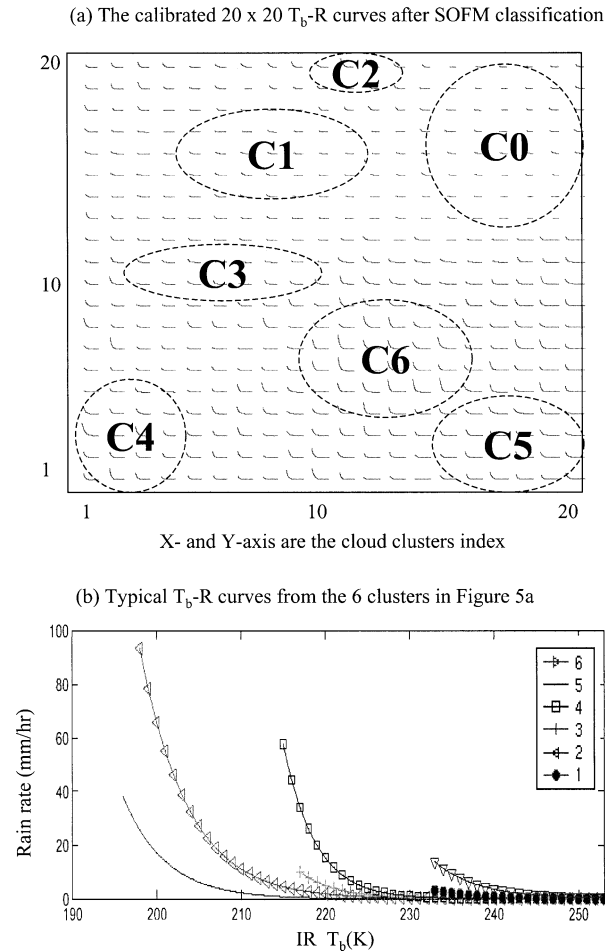 (a) The calibrated 20 x 20 Tb-R curves after SOFM classification
20
C2
C1
C0
10
C3
C6
C4
C5
1
1 10 20
X- and Y-axis are the cloud clusters index
(b) Typical Tb-R curves from the 6 clusters in Figure 5a
100
80
60
40
20
0
Rain rate (mm/hr)
6
5
4
3
2
1
190 200 210 220 230 240 250
IR Tb(K)